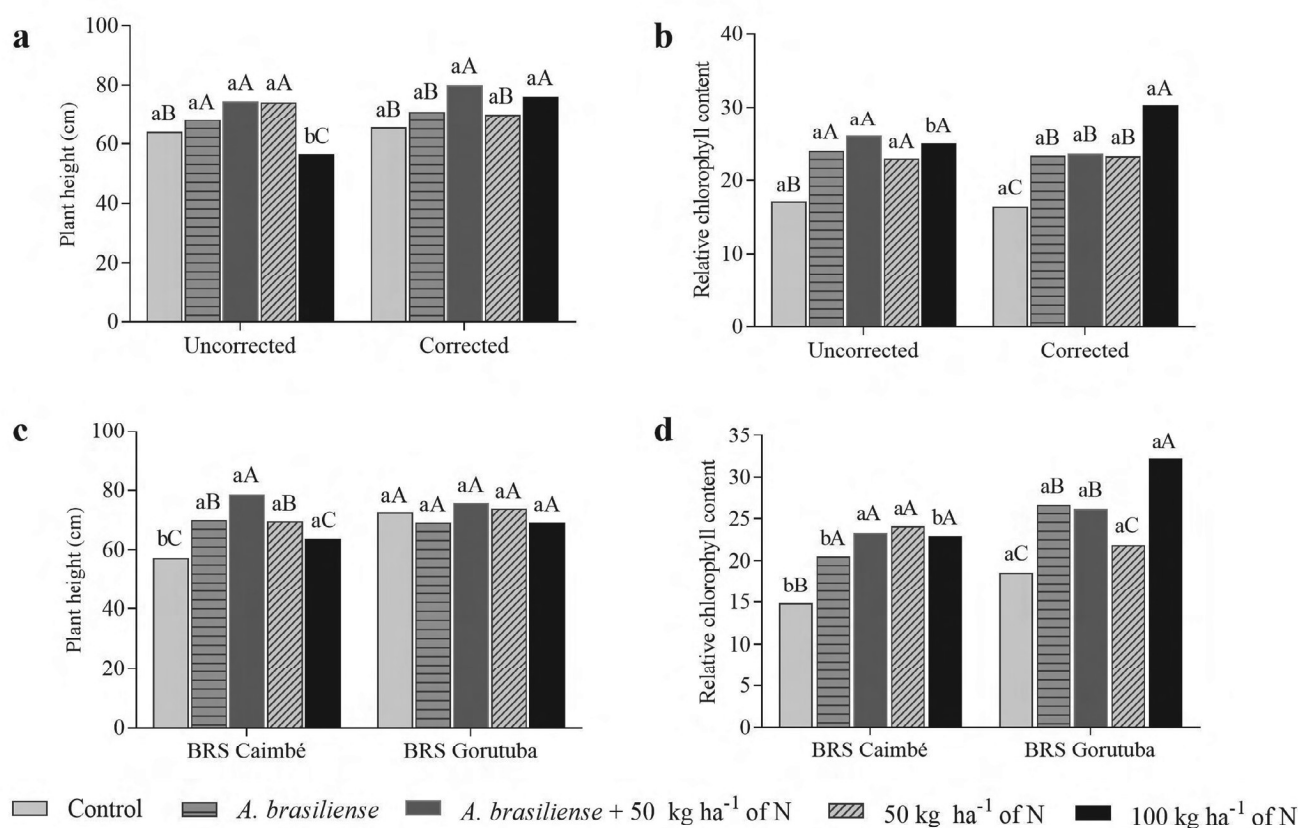 a
100
80
60
40
20
0
Plant height (cm)
aB aA aA aA bC
aB aB aA aB aA
Uncorrected Corrected
b
40
30
20
10
0
Relative chlorophyll content
aB aA aA aA bA
aC aB aB aB aA
Uncorrected Corrected
c
100
80
60
40
20
0
Plant height (cm)
bC aB aA aB aC
aA aA aA aA aA
BRS Caimbé BRS Gorutuba
d
35
30
25
20
15
10
5
0
Relative chlorophyll content
bB bA aA aA bA
aC aB aB aC aA
BRS Caimbé BRS Gorutuba
Control A. brasiliense A. brasiliense + 50 kg ha⁻¹ of N 50 kg ha⁻¹ of N 100 kg ha⁻¹ of N